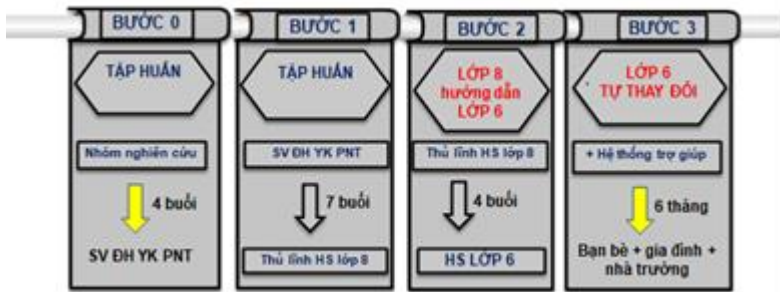 BƯỚC 0
TẬP HUẤN
Nhóm nghiên cứu
4 buổi
SV ĐH YK PNT
BƯỚC 1
TẬP HUẤN
SV ĐH YK PNT
7 buổi
Thủ lĩnh HS lớp 8
BƯỚC 2
LỚP 8
hướng dẫn
LỚP 6
Thủ lĩnh HS lớp 8
4 buổi
HS LỚP 6
BƯỚC 3
LỚP 6
TỰ THAY ĐỔI
+ Hệ thống trợ giúp
6 tháng
Bạn bè + gia đình +
nhà trường